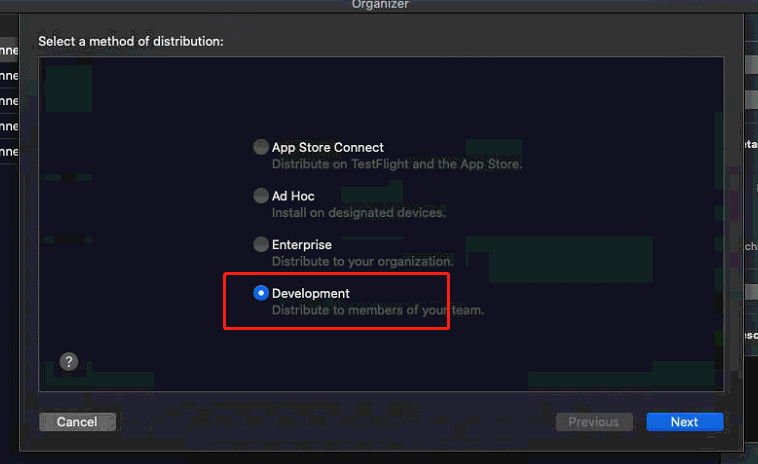 Organizer
Select a method of distribution:
App Store Connect
Distribute on TestFlight and the App Store.
Ad Hoc
Install on designated devices.
Enterprise
Distribute to your organization.
Development
Distribute to members of your team.
?
Cancel
Previous
Next